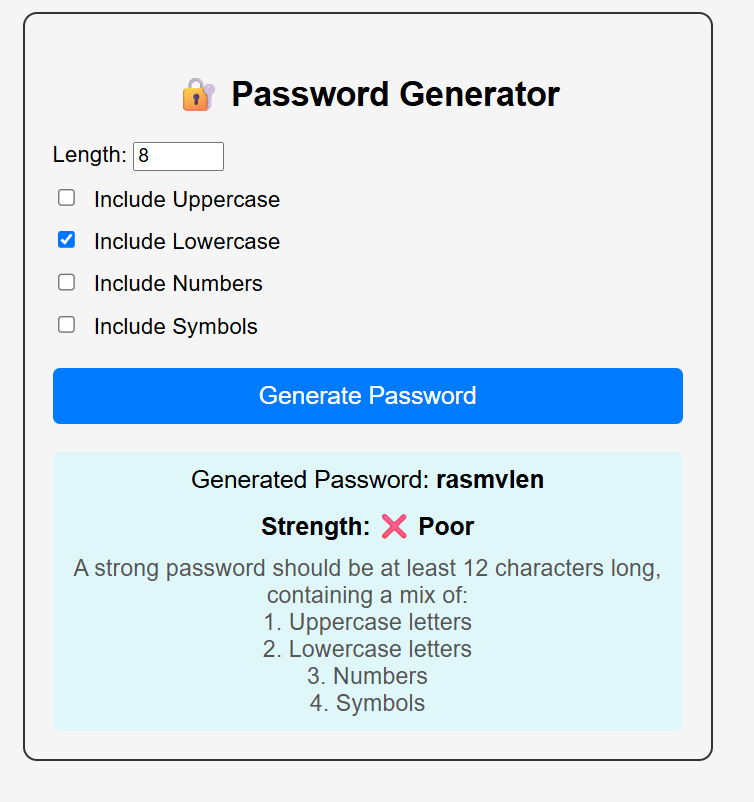 🔐 Password Generator
Length: 8
Include Uppercase
Include Lowercase
Include Numbers
Include Symbols
Generate Password
Generated Password: rasmvlen
Strength: ❌ Poor
A strong password should be at least 12 characters long,
containing a mix of:
1. Uppercase letters
2. Lowercase letters
3. Numbers
4. Symbols